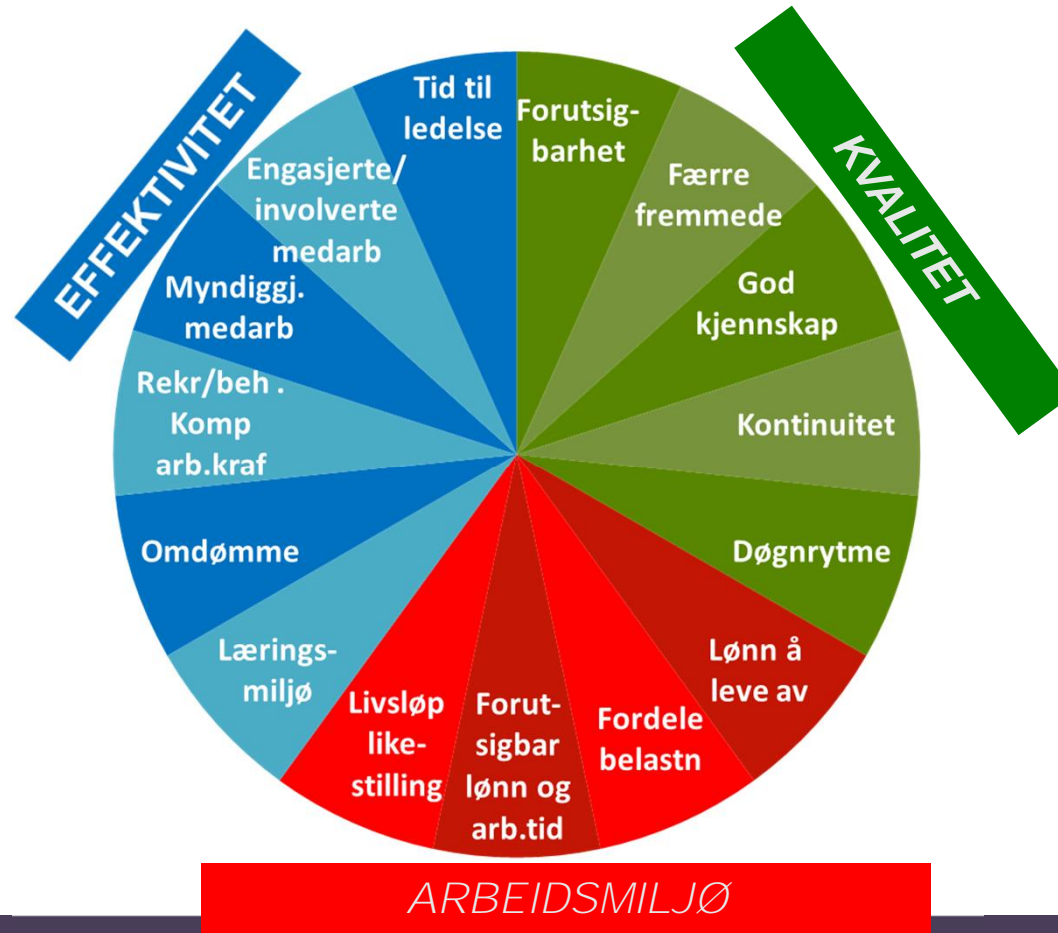 EFFEKTIVITET
KVALITET
Tid til
ledelse
Forutsig-
barhet
Færre
fremmede
God
kjennskap
Kontinuitet
Døgnrytme
Lønn å
leve av
Fordele
belastn
Forut-
sigbar
lønn og
arb.tid
Livsløp
like-
stilling
Lærings-
miljø
Omdømme
Rekr/beh .
Komp
arb.kraf
Myndiggj.
medarb
Engasjerte/
involverte
medarb
ARBEIDSMILJØ